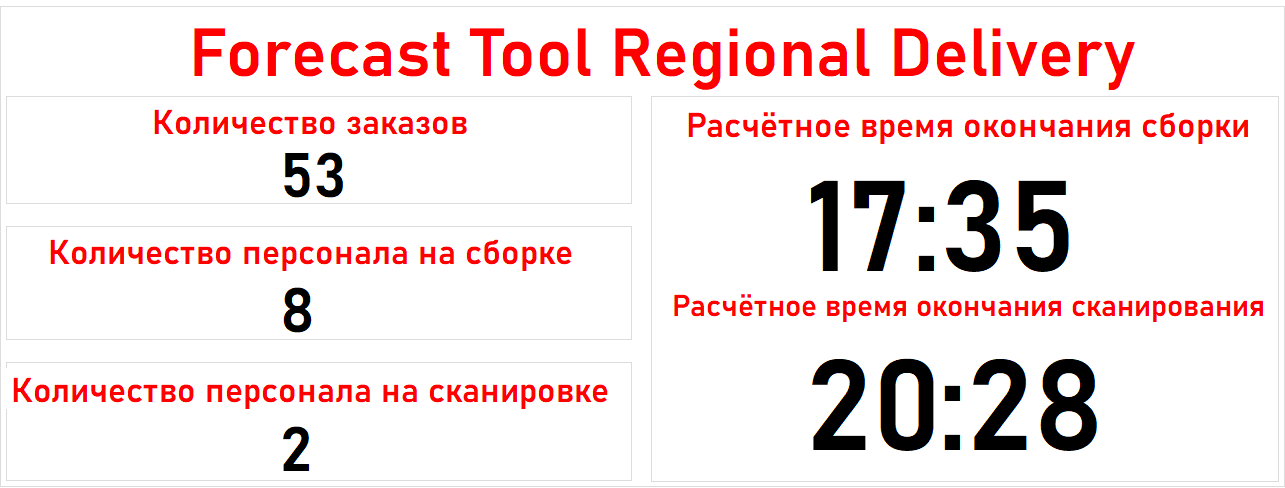 Forecast Tool Regional Delivery
Количество заказов
53
Количество персонала на сборке
8
Количество персонала на сканировке
2
Расчётное время окончания сборки
17:35
Расчётное время окончания сканирования
20:28